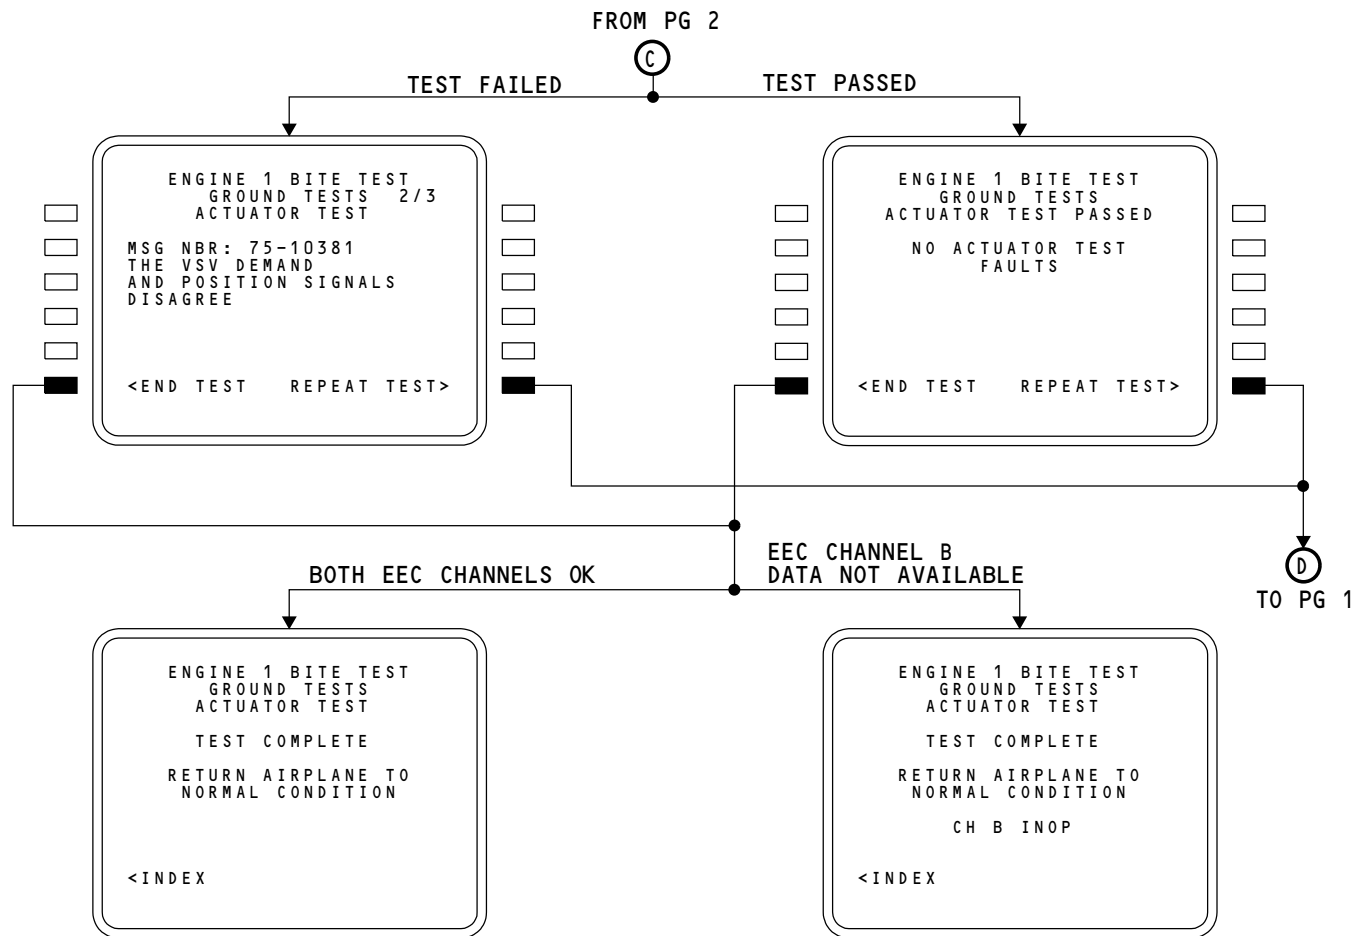 FROM PG 2
C
TEST FAILED
TEST PASSED
ENGINE 1 BITE TEST
GROUND TESTS 2/3
ACTUATOR TEST
MSG NBR: 75-10381
THE VSV DEMAND
AND POSITION SIGNALS
DISAGREE
<END TEST REPEAT TEST>
ENGINE 1 BITE TEST
GROUND TESTS
ACTUATOR TEST PASSED
NO ACTUATOR TEST
FAULTS
<END TEST REPEAT TEST>
BOTH EEC CHANNELS OK
EEC CHANNEL B
DATA NOT AVAILABLE
D
TO PG 1
ENGINE 1 BITE TEST
GROUND TESTS
ACTUATOR TEST
TEST COMPLETE
RETURN AIRPLANE TO
NORMAL CONDITION
<INDEX
ENGINE 1 BITE TEST
GROUND TESTS
ACTUATOR TEST
TEST COMPLETE
RETURN AIRPLANE TO
NORMAL CONDITION
CH B INOP
<INDEX